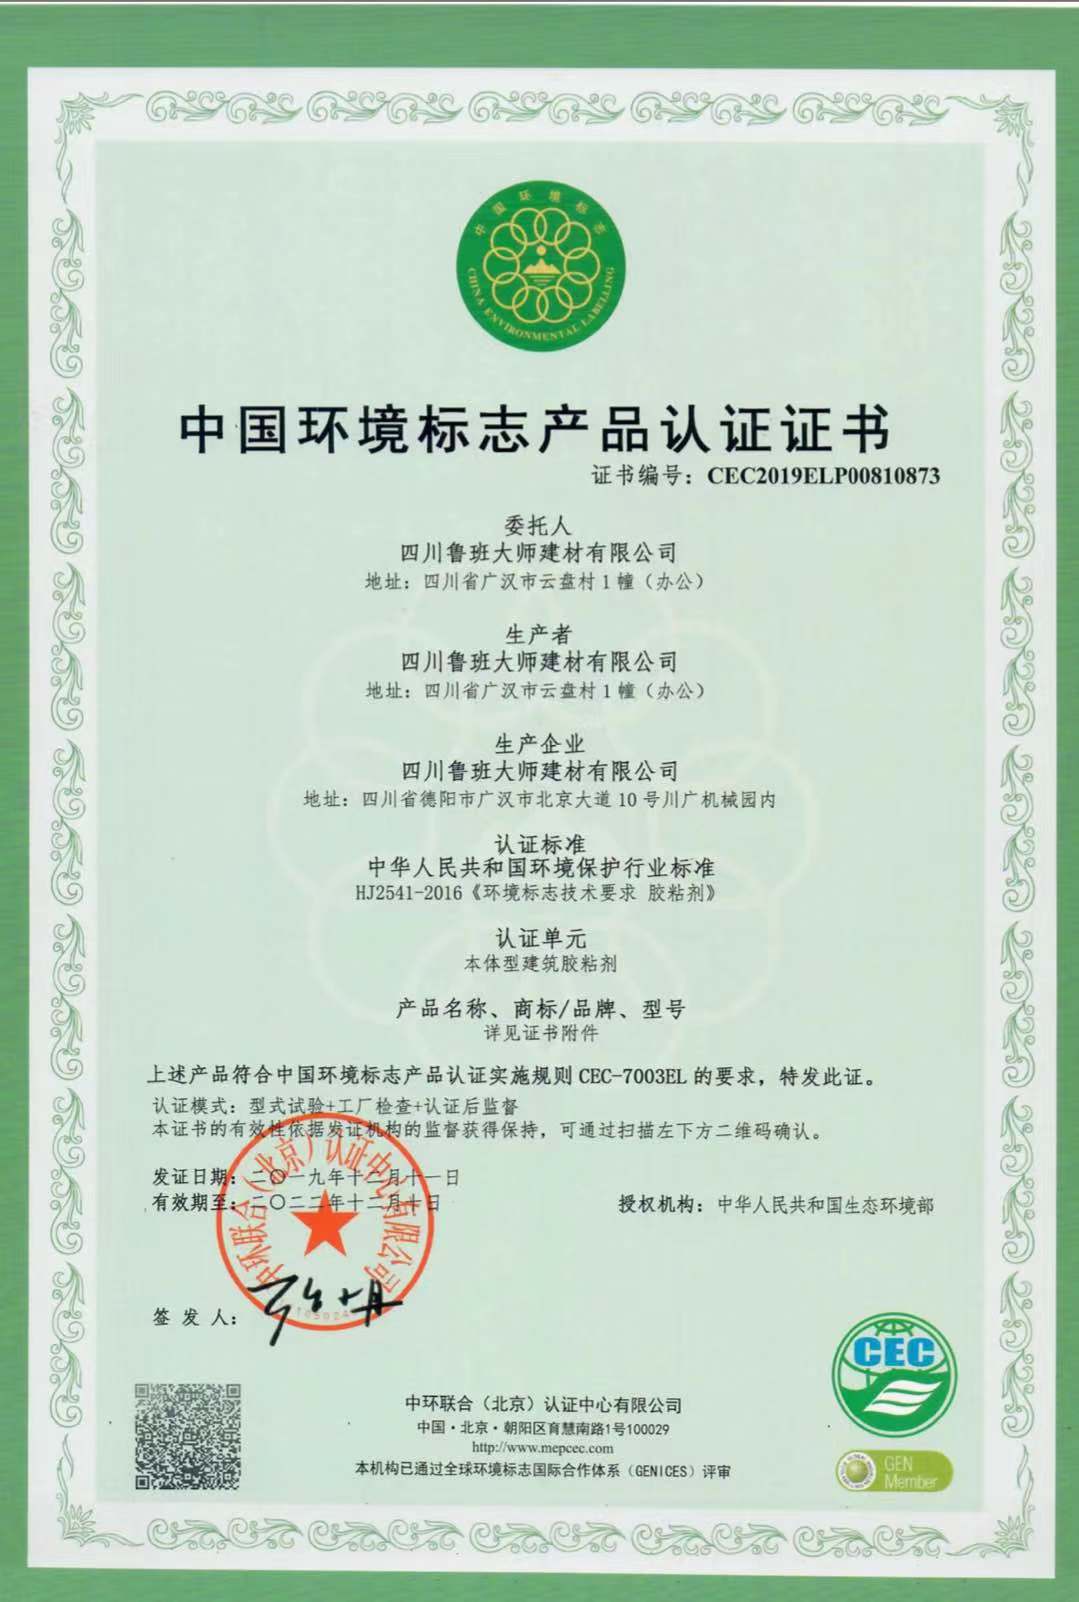 中国环境标志
CHINA ENVIRONMENTAL LABELLING
中国环境标志产品认证证书
证书编号：CEC2019ELP00810873
委托人
四川鲁班大师建材有限公司
地址：四川省广汉市云盘村1幢（办公）
生产者
四川鲁班大师建材有限公司
地址：四川省广汉市云盘村1幢（办公）
生产企业
四川鲁班大师建材有限公司
地址：四川省德阳市广汉市北京大道10号川广机械园内
认证标准
中华人民共和国环境保护行业标准
HJ2541-2016《环境标志技术要求 胶粘剂》
认证单元
本体型建筑胶粘剂
产品名称、商标/品牌、型号
详见证书附件
上述产品符合中国环境标志产品认证实施规则CEC-7003EL的要求，特发此证。
认证模式：型式试验+工厂检查+认证后监督
本证书的有效性依据发证机构的监督获得保持，可通过扫描左下方二维码确认。
发证日期：二〇一九年十二月十一日
有效期至：二〇二二年十二月十日
授权机构：中华人民共和国生态环境部
中环联合（北京）认证中心有限公司
签发人：
CEC
GEN
Member
中环联合（北京）认证中心有限公司
中国·北京·朝阳区育慧南路1号100029
http://www.mepcec.com
本机构已通过全球环境标志国际合作体系（GENICES）评审